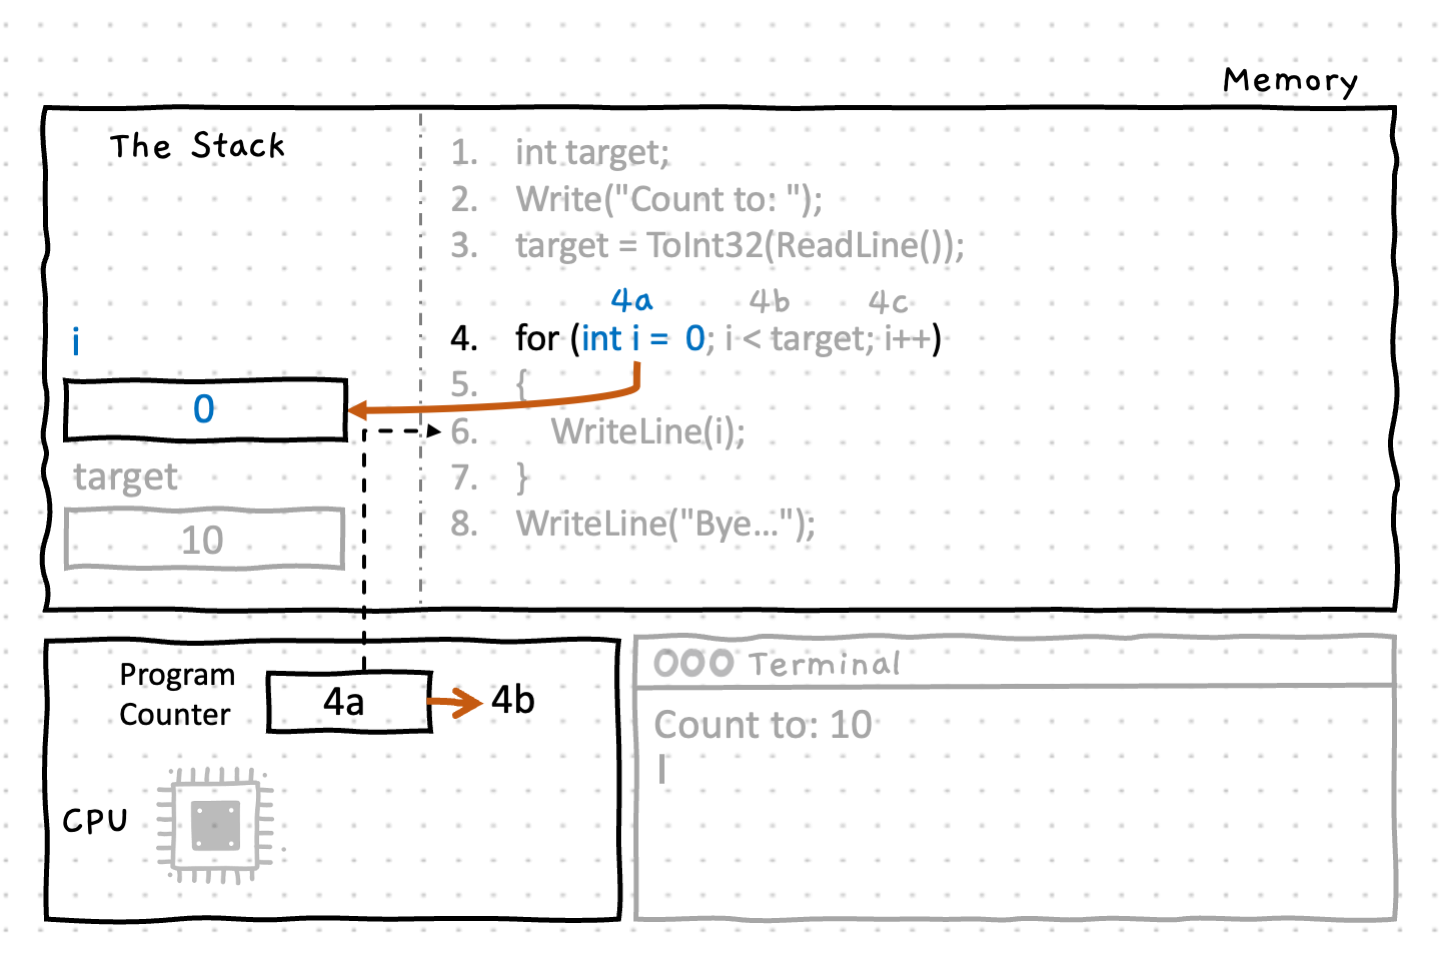 Memory
The Stack
1. int target;
2. Write("Count to: ");
3. target = ToInt32(ReadLine());
4a 4b 4c
4. for (int i = 0; i < target; i++)
5. {
6. WriteLine(i);
7. }
8. WriteLine("Bye...");
i
0
target
10
Program
Counter
4a
4b
CPU
Terminal
Count to: 10